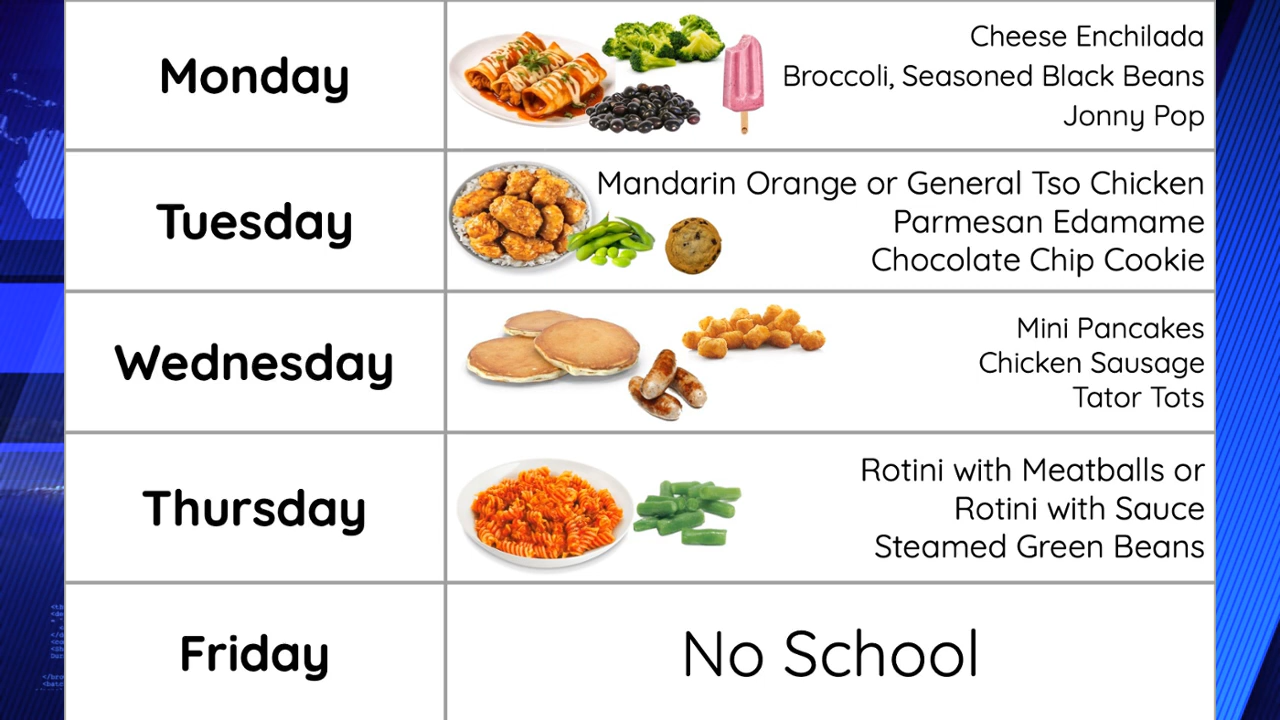 Monday
Cheese Enchilada
Broccoli, Seasoned Black Beans
Jonny Pop
Tuesday
Mandarin Orange or General Tso Chicken
Parmesan Edamame
Chocolate Chip Cookie
Wednesday
Mini Pancakes
Chicken Sausage
Tator Tots
Thursday
Rotini with Meatballs or
Rotini with Sauce
Steamed Green Beans
Friday
No School